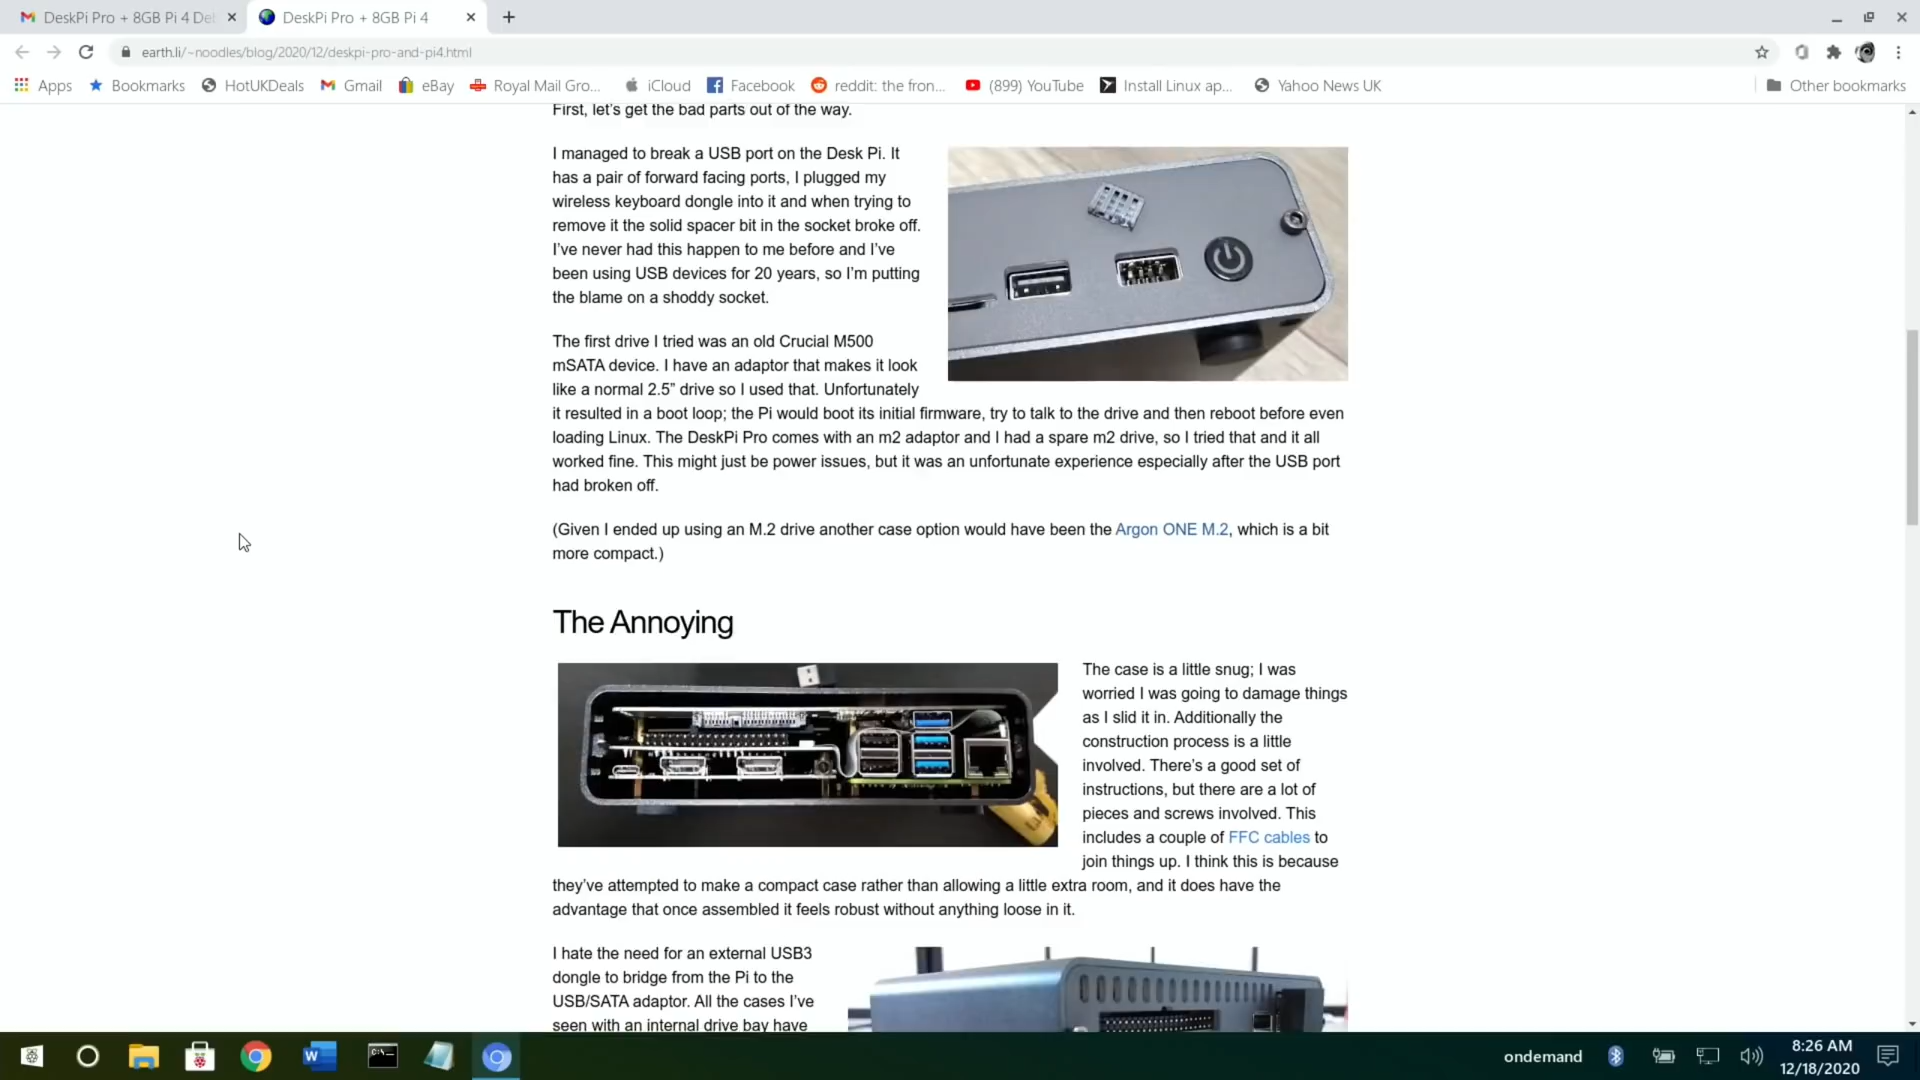 DeskPi Pro + 8GB Pi 4 Deb
DeskPi Pro + 8GB Pi 4
earth.li/~noodles/blog/2020/12/deskpi-pro-and-pi4.html
Apps
Bookmarks
HotUKDeals
Gmail
eBay
Royal Mail Gro...
iCloud
Facebook
reddit: the fron...
(899) YouTube
Install Linux ap...
Yahoo News UK
Other bookmarks
First, let's get the bad parts out of the way.
I managed to break a USB port on the Desk Pi. It
has a pair of forward facing ports, I plugged my
wireless keyboard dongle into it and when trying to
remove it the solid spacer bit in the socket broke off.
I've never had this happen to me before and I've
been using USB devices for 20 years, so I'm putting
the blame on a shoddy socket.
The first drive I tried was an old Crucial M500
mSATA device. I have an adaptor that makes it look
like a normal 2.5” drive so I used that. Unfortunately
it resulted in a boot loop; the Pi would boot its initial firmware, try to talk to the drive and then reboot before even
loading Linux. The DeskPi Pro comes with an m2 adaptor and I had a spare m2 drive, so I tried that and it all
worked fine. This might just be power issues, but it was an unfortunate experience especially after the USB port
had broken off.
(Given I ended up using an M.2 drive another case option would have been the Argon ONE M.2, which is a bit
more compact.)
The Annoying
The case is a little snug; I was
worried I was going to damage things
as I slid it in. Additionally the
construction process is a little
involved. There's a good set of
instructions, but there are a lot of
pieces and screws involved. This
includes a couple of FFC cables to
join things up. I think this is because
they've attempted to make a compact case rather than allowing a little extra room, and it does have the
advantage that once assembled it feels robust without anything loose in it.
I hate the need for an external USB3
dongle to bridge from the Pi to the
USB/SATA adaptor. All the cases I've
seen with an internal drive bay have
ondemand
8:26 AM
12/18/2020